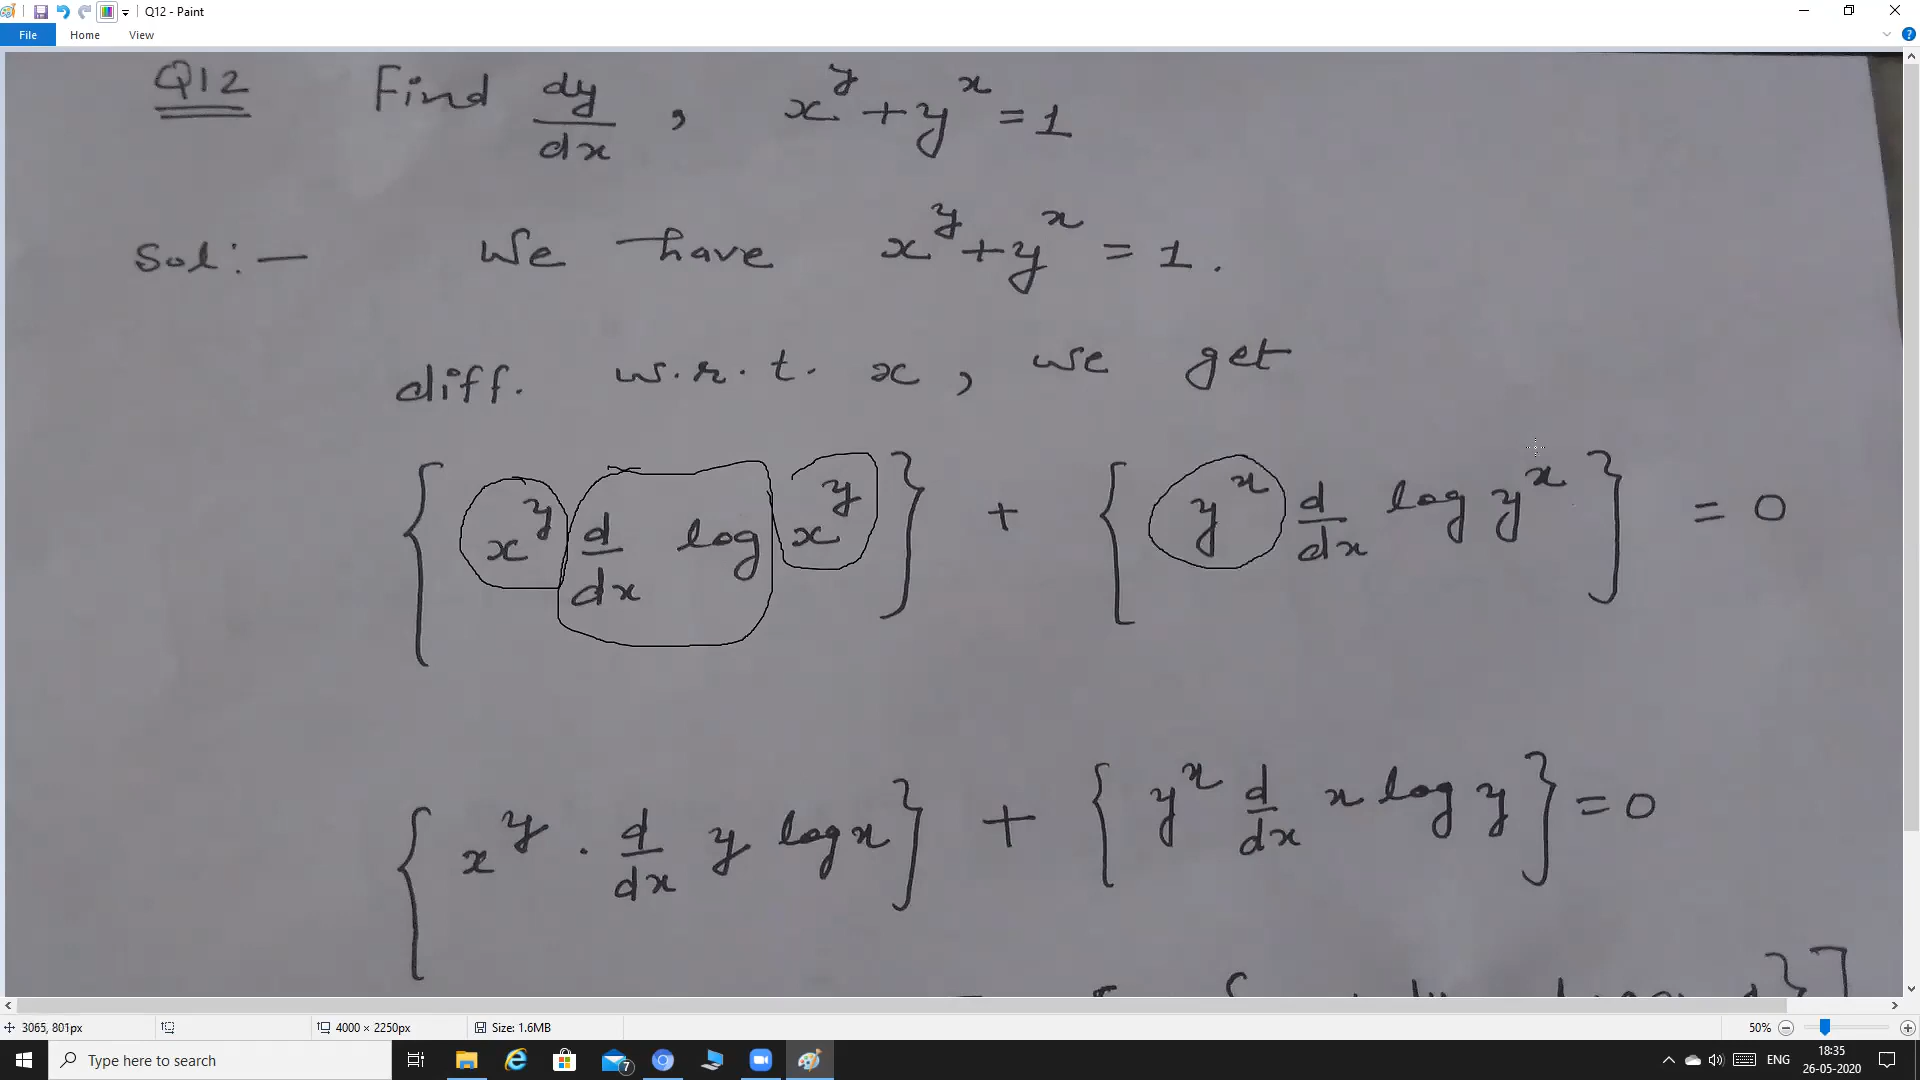 Q12 - Paint
File Home View
Q12 Find dy/dx, x^y + y^x = 1
Sol:— We have x^y + y^x = 1.
diff. w.r.t. x, we get
{ x^y d/dx log x^y } + { y^x d/dx log y^x } = 0
{ x^y . d/dx y log x } + { y^x d/dx x log y } = 0
3065, 801px 4000 × 2250px Size: 1.6MB 50%
Type here to search 7 ENG 18:35
26-05-2020